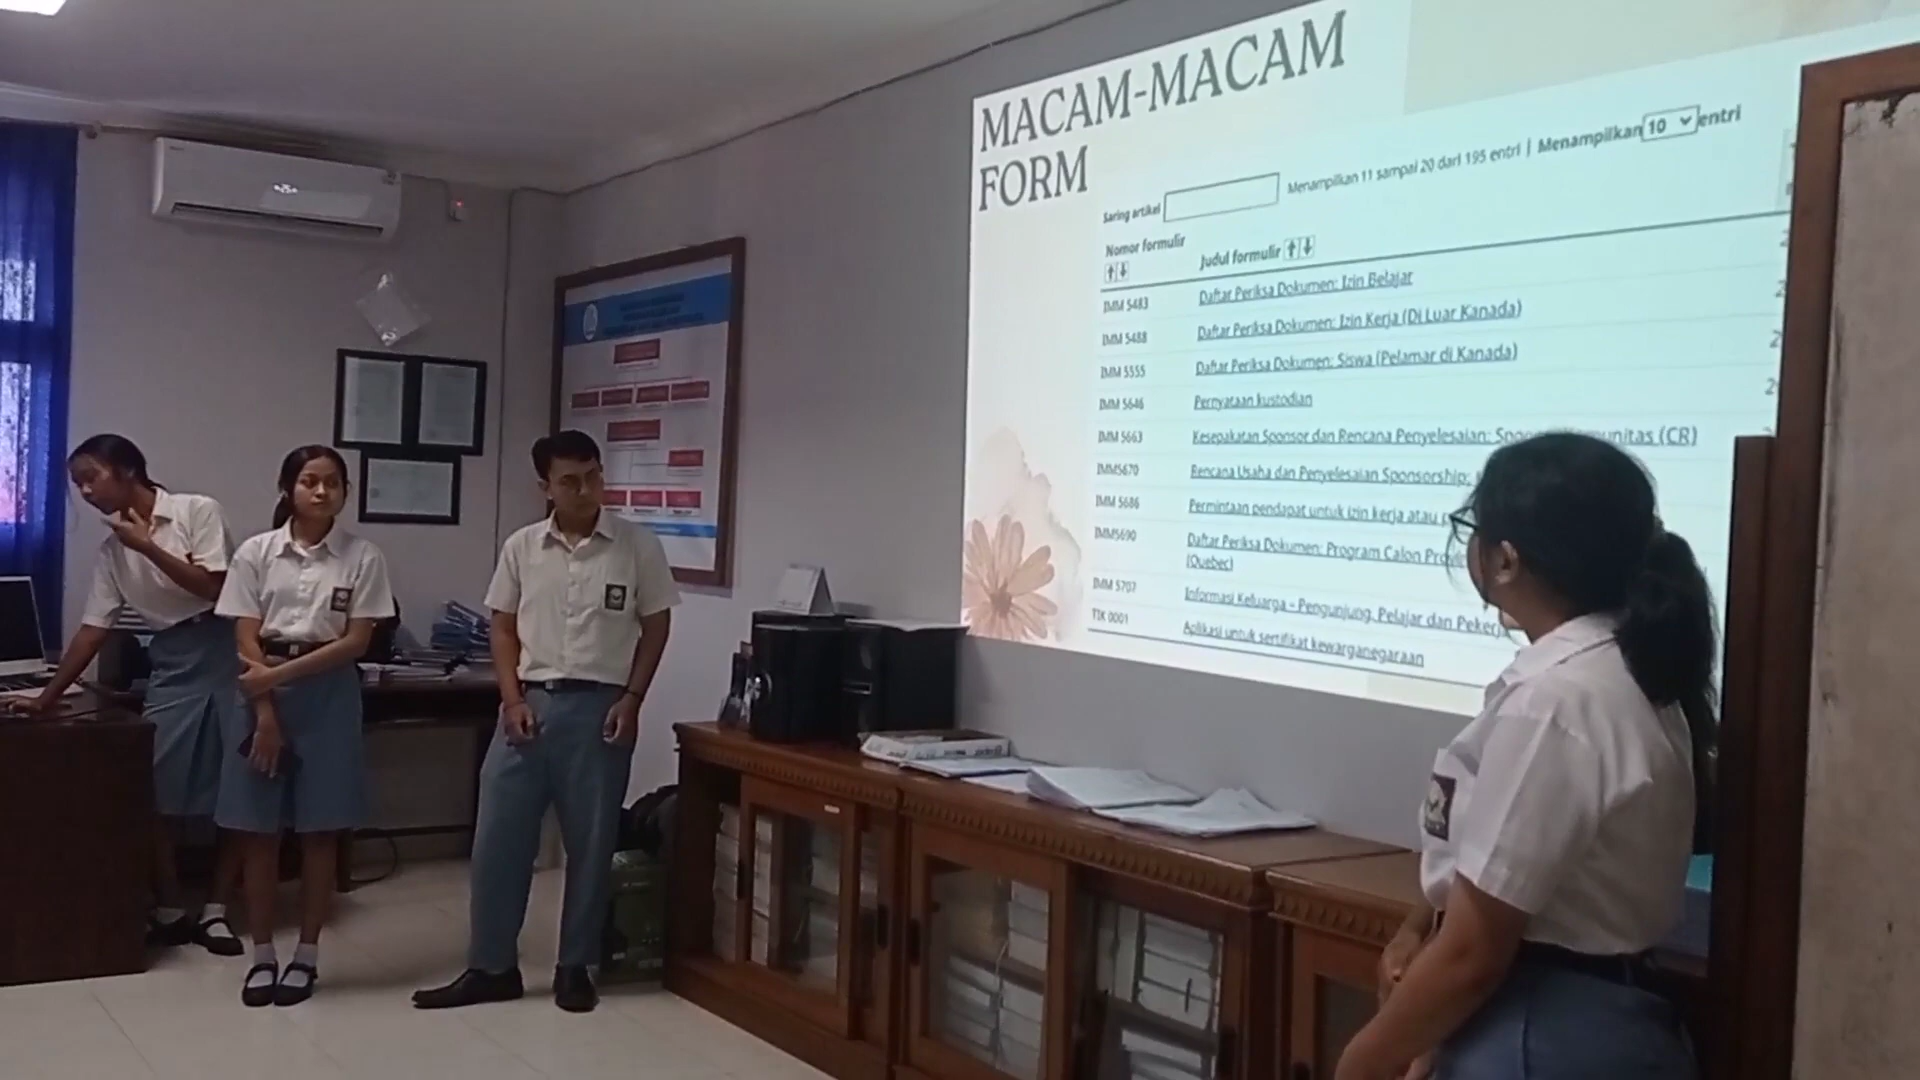 MACAM-MACAM
FORM
Saring artikel
Menampilkan 11 sampai 20 dari 195 entri | Menampilkan 10 entri
Nomor formulir
Judul formulir
IMM 5483 Daftar Periksa Dokumen: Izin Belajar
IMM 5488 Daftar Periksa Dokumen: Izin Kerja (Di Luar Kanada)
IMM 5555 Daftar Periksa Dokumen: Siswa (Pelamar di Kanada)
IMM 5646 Pernyataan kustodian
IMM 5663 Kesepakatan Sponsor dan Rencana Penyelesaian: (CR)
IMM5670 Rencana Usaha dan Penyelesaian Sponsorship:
IMM 5686 Permintaan pendapat untuk izin kerja atau
IMM5690 Daftar Periksa Dokumen: Program Calon
(Quebec)
IMM 5707 Informasi Keluarga - Pengunjung, Pelajar dan
TIK 0001 Aplikasi untuk sertifikat kewarganegaraan